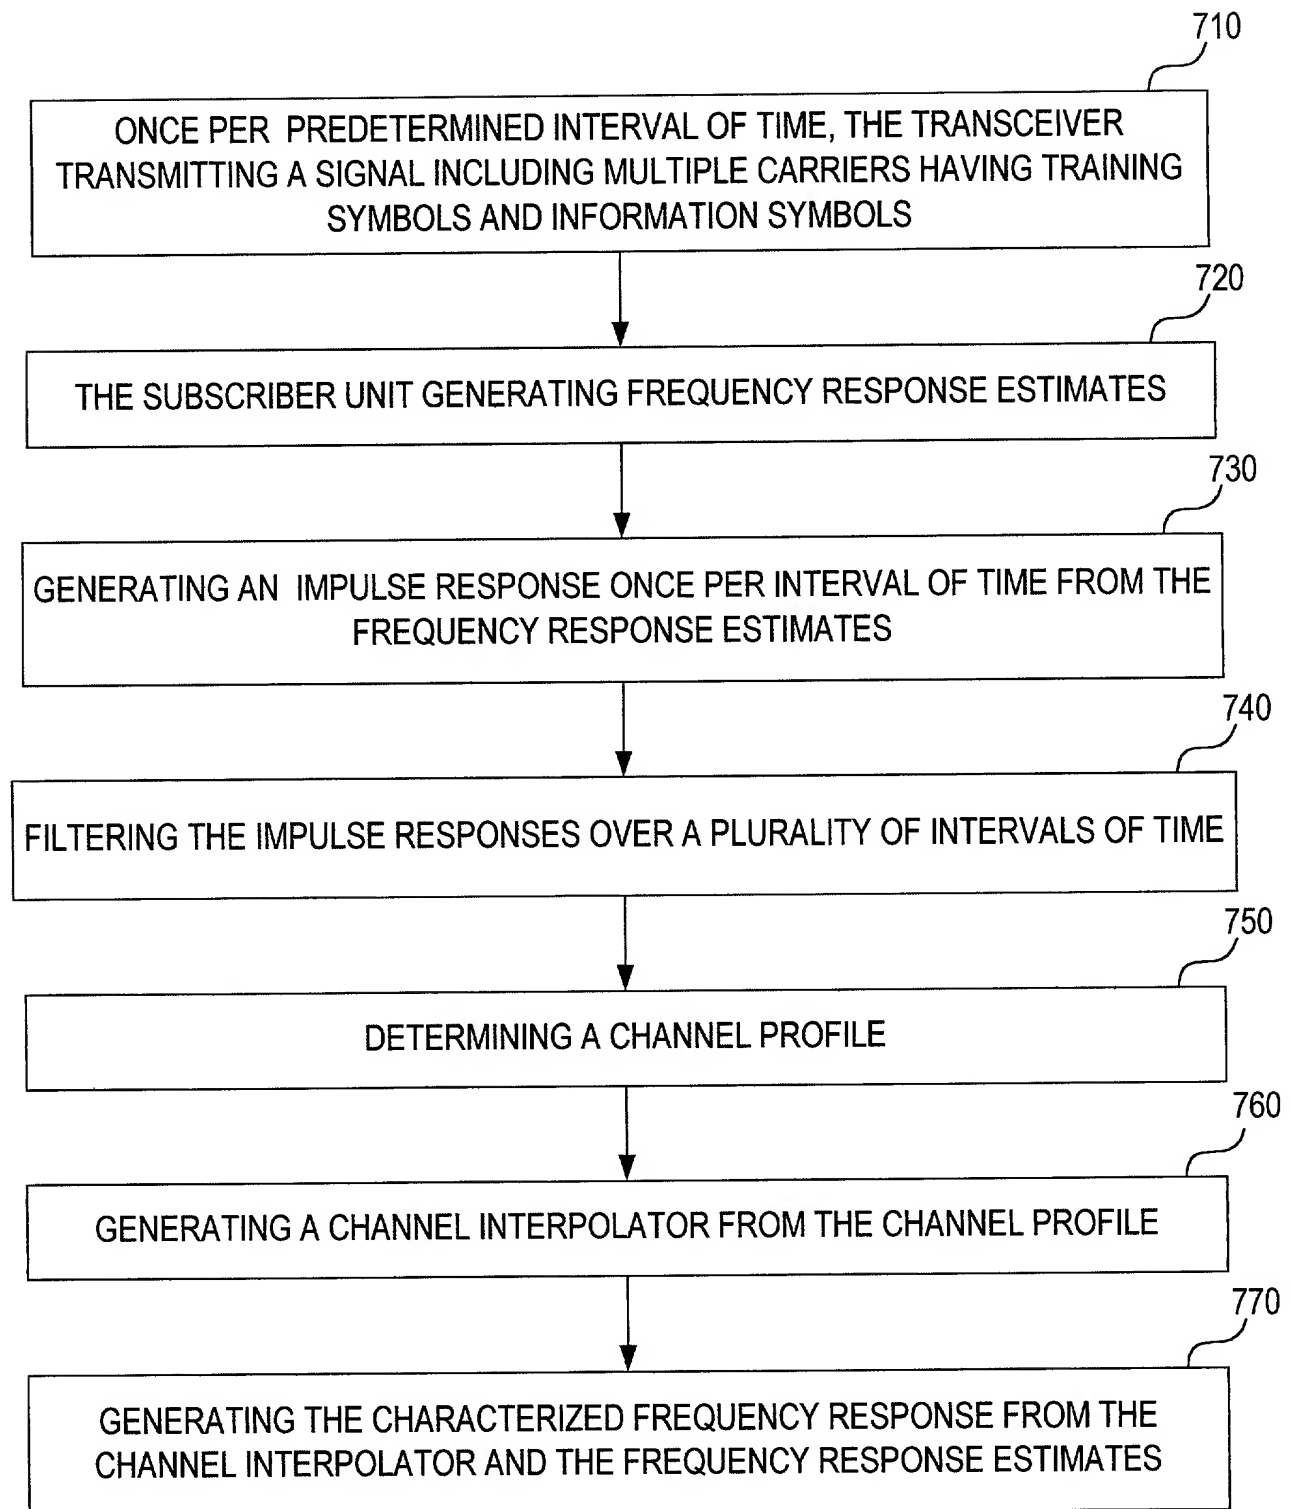 710
ONCE PER PREDETERMINED INTERVAL OF TIME, THE TRANSCEIVER
TRANSMITTING A SIGNAL INCLUDING MULTIPLE CARRIERS HAVING TRAINING
SYMBOLS AND INFORMATION SYMBOLS
720
THE SUBSCRIBER UNIT GENERATING FREQUENCY RESPONSE ESTIMATES
730
GENERATING AN IMPULSE RESPONSE ONCE PER INTERVAL OF TIME FROM THE
FREQUENCY RESPONSE ESTIMATES
740
FILTERING THE IMPULSE RESPONSES OVER A PLURALITY OF INTERVALS OF TIME
750
DETERMINING A CHANNEL PROFILE
760
GENERATING A CHANNEL INTERPOLATOR FROM THE CHANNEL PROFILE
770
GENERATING THE CHARACTERIZED FREQUENCY RESPONSE FROM THE
CHANNEL INTERPOLATOR AND THE FREQUENCY RESPONSE ESTIMATES